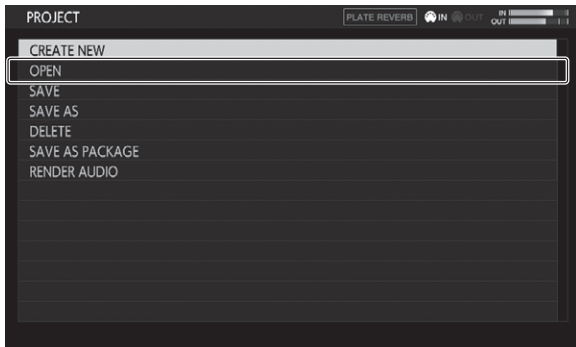 PROJECT PLATE REVERB IN OUT IN
OUT
CREATE NEW
OPEN
SAVE
SAVE AS
DELETE
SAVE AS PACKAGE
RENDER AUDIO